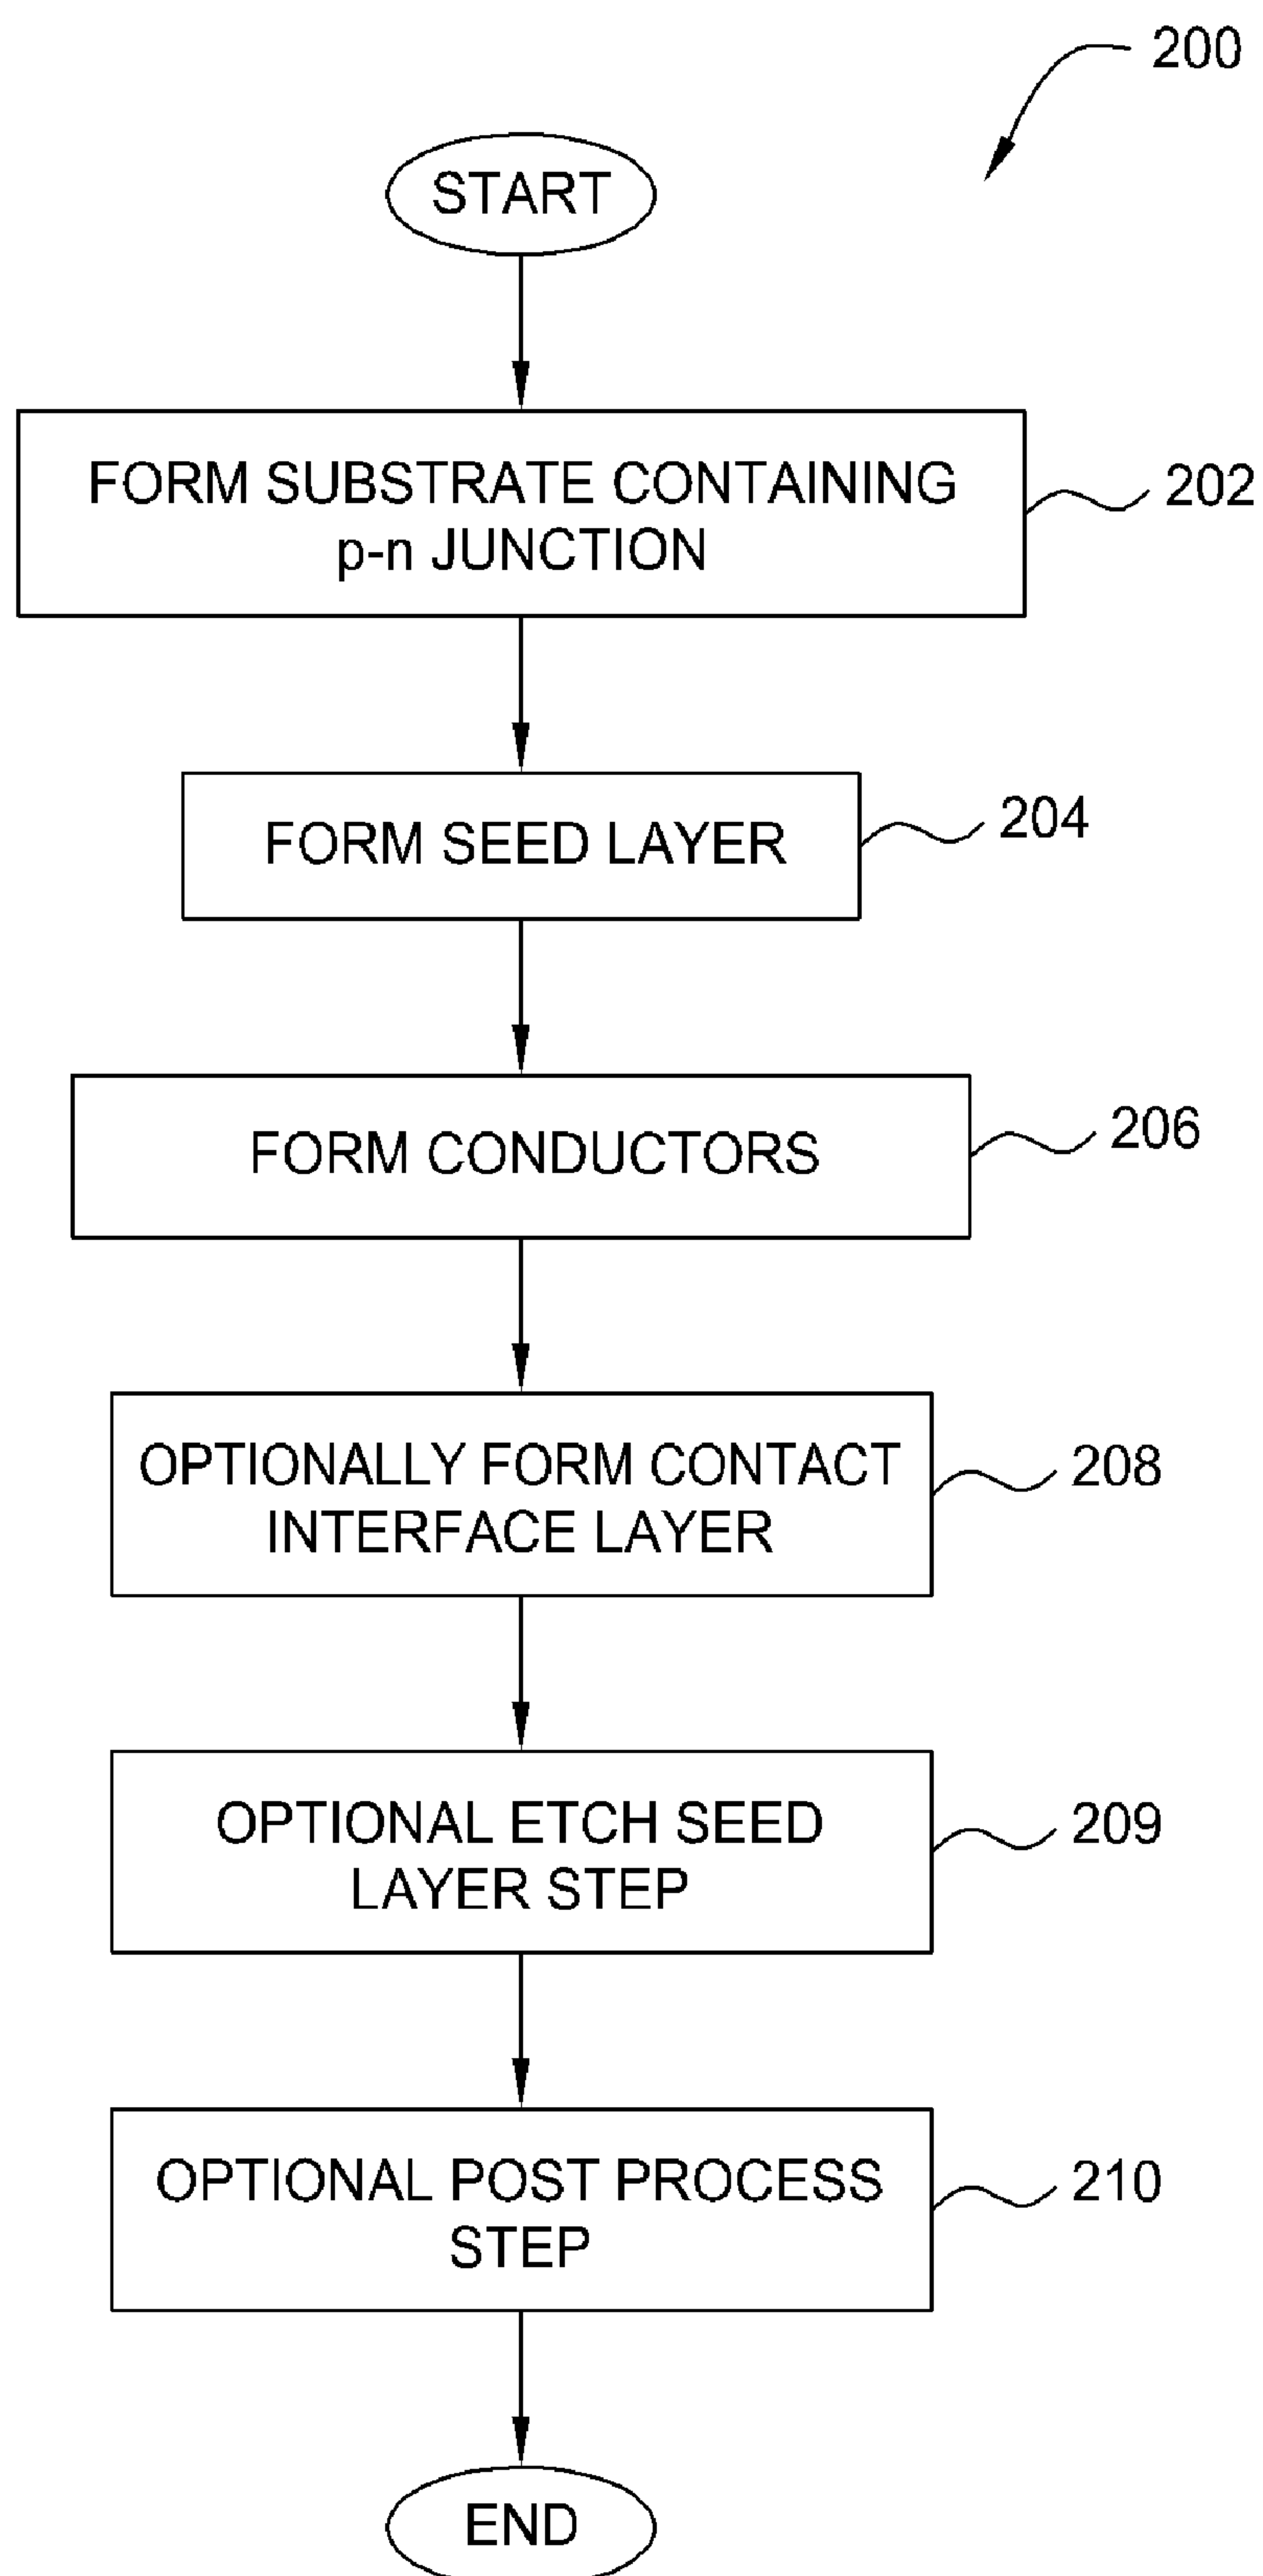 200
START
FORM SUBSTRATE CONTAINING
p-n JUNCTION
202
FORM SEED LAYER
204
FORM CONDUCTORS
206
OPTIONALLY FORM CONTACT
INTERFACE LAYER
208
OPTIONAL ETCH SEED
LAYER STEP
209
OPTIONAL POST PROCESS
STEP
210
END